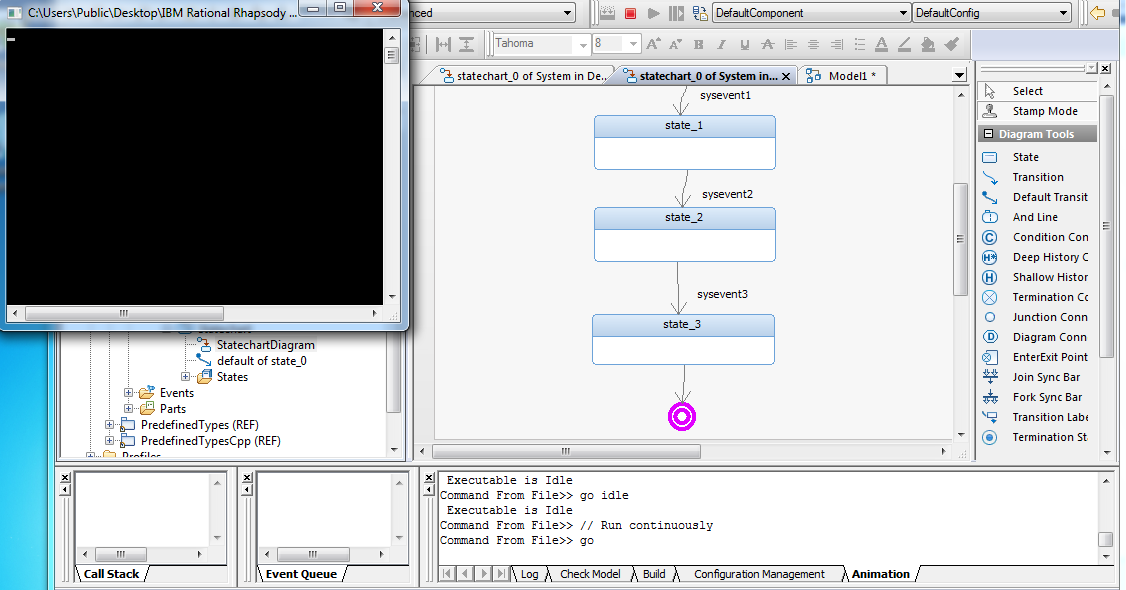 C:\Users\Public\Desktop\IBM Rational Rhapsody ...
nced
DefaultComponent
DefaultConfig
Tahoma
8
statechart_0 of System in De..
statechart_0 of System in...
Model1 *
sysevent1
state_1
sysevent2
state_2
sysevent3
state_3
Select
Stamp Mode
Diagram Tools
State
Transition
Default Transit
And Line
Condition Con
Deep History C
Shallow Histor
Termination Co
Junction Conn
Diagram Conn
EnterExit Point
Join Sync Bar
Fork Sync Bar
Transition Labe
Termination St
StatechartDiagram
default of state_0
States
Events
Parts
PredefinedTypes (REF)
PredefinedTypesCpp (REF)
Profiles
Executable is Idle
Command From File>> go idle
Executable is Idle
Command From File>> // Run continuously
Command From File>> go
Call Stack
Event Queue
Log
Check Model
Build
Configuration Management
Animation